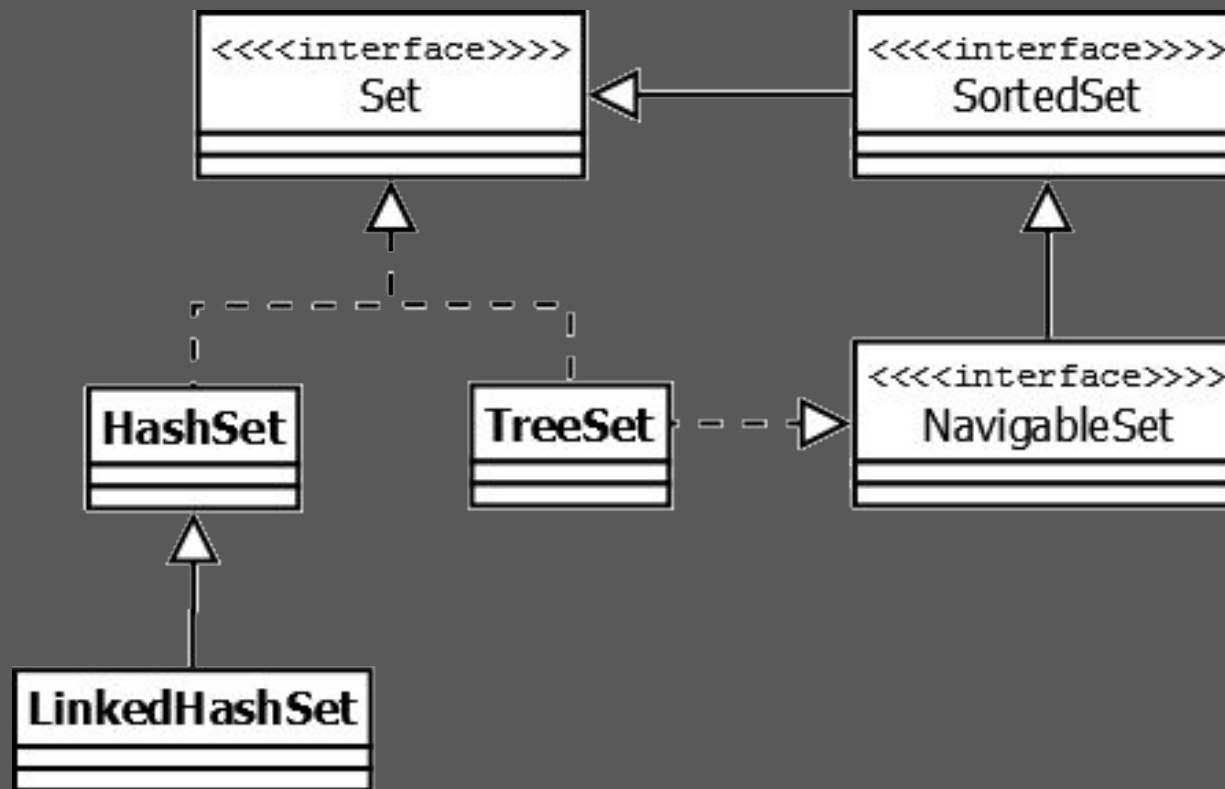 <<<<interface>>>>
Set
<<<<interface>>>>
SortedSet
HashSet
TreeSet
<<<<interface>>>>
NavigableSet
LinkedHashSet